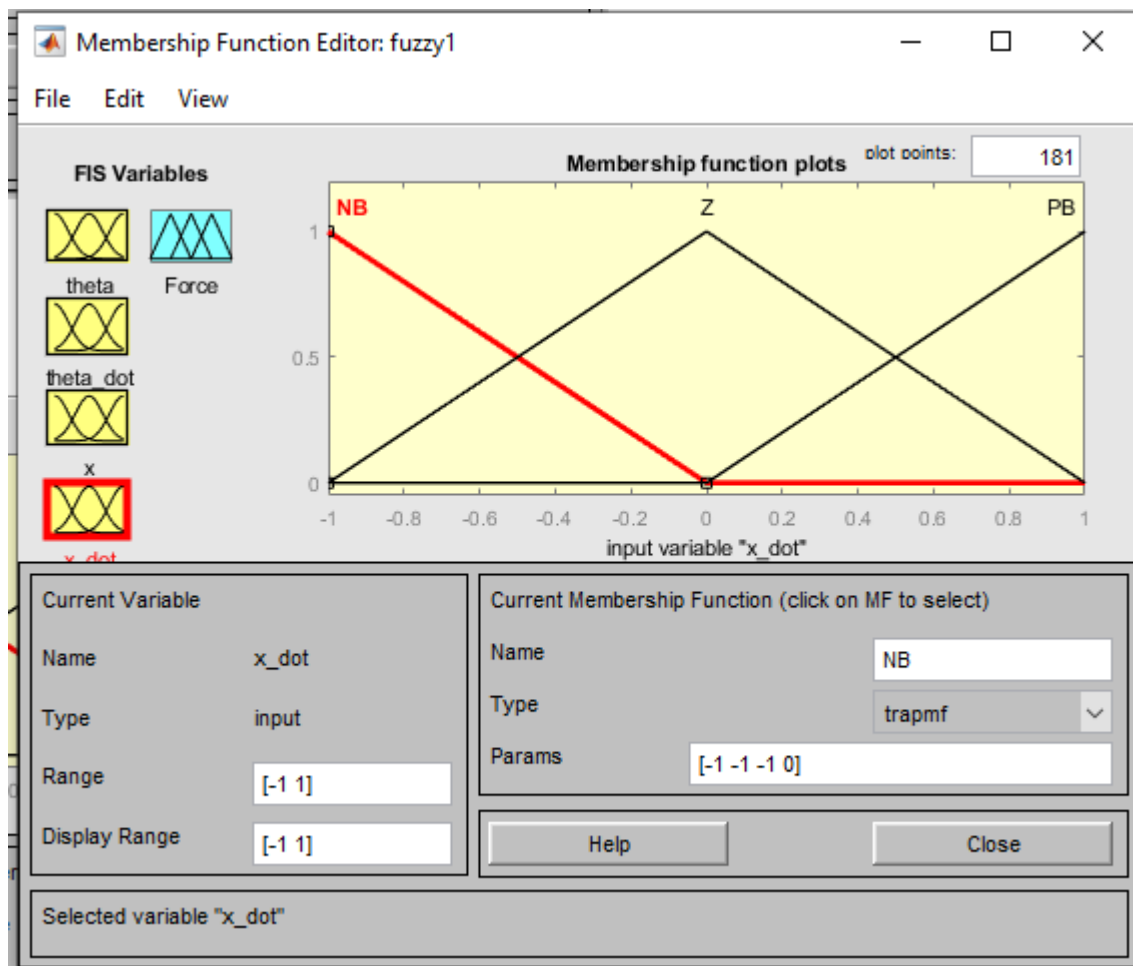 Membership Function Editor: fuzzy1
File Edit View
FIS Variables
Membership function plots
plot points:
181
theta
Force
theta_dot
x
x_dot
NB
Z
PB
1
0.5
0
-1 -0.8 -0.6 -0.4 -0.2 0 0.2 0.4 0.6 0.8 1
input variable "x_dot"
Current Variable
Name x_dot
Type input
Range [-1 1]
Display Range [-1 1]
Current Membership Function (click on MF to select)
Name NB
Type trapmf
Params [-1 -1 -1 0]
Help
Close
Selected variable "x_dot"